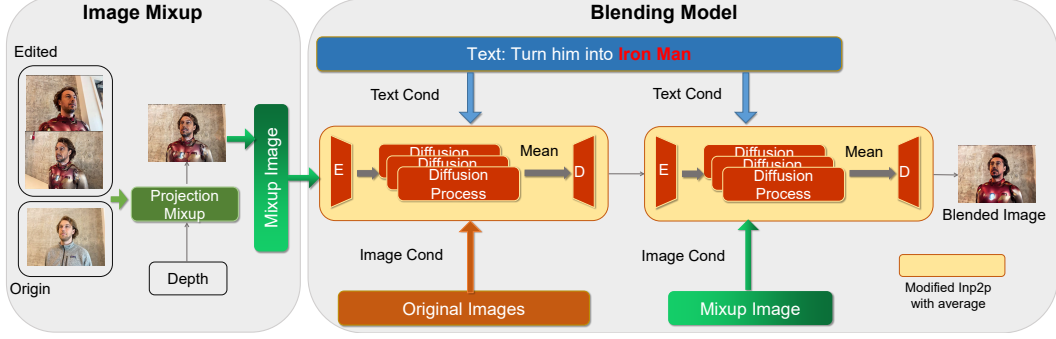 Image Mixup
Blending Model
Edited
Origin
Projection
Mixup
Depth
Mixup Image
Text: Turn him into Iron Man
Text Cond
Text Cond
E
Diffusion
Diffusion
Diffusion
Process
Mean
D
E
Diffusion
Diffusion
Diffusion
Process
Mean
D
Blended Image
Image Cond
Image Cond
Original Images
Mixup Image
Modified Inp2p
with average